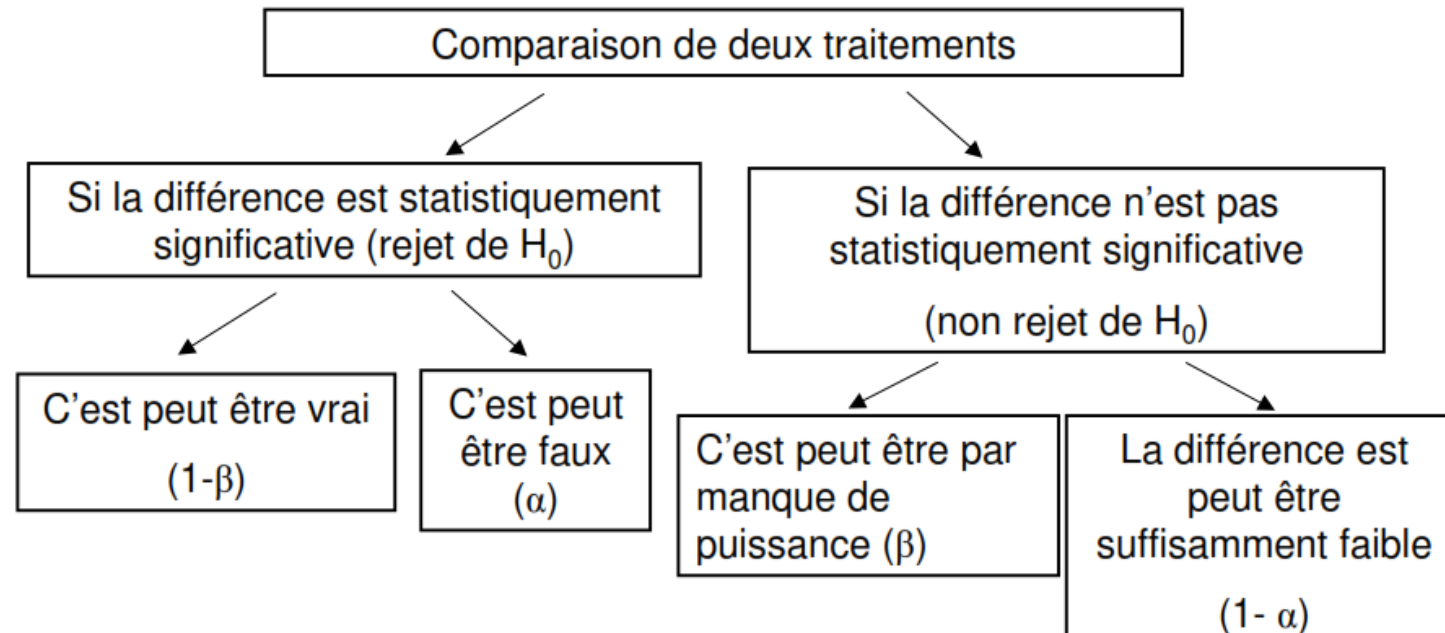 Comparaison de deux traitements
Si la différence est statistiquement
significative (rejet de H₀)
Si la différence n'est pas
statistiquement significative
(non rejet de H₀)
C'est peut être vrai
(1-β)
C'est peut
être faux
(α)
C'est peut être par
manque de
puissance (β)
La différence est
peut être
suffisamment faible
(1- α)